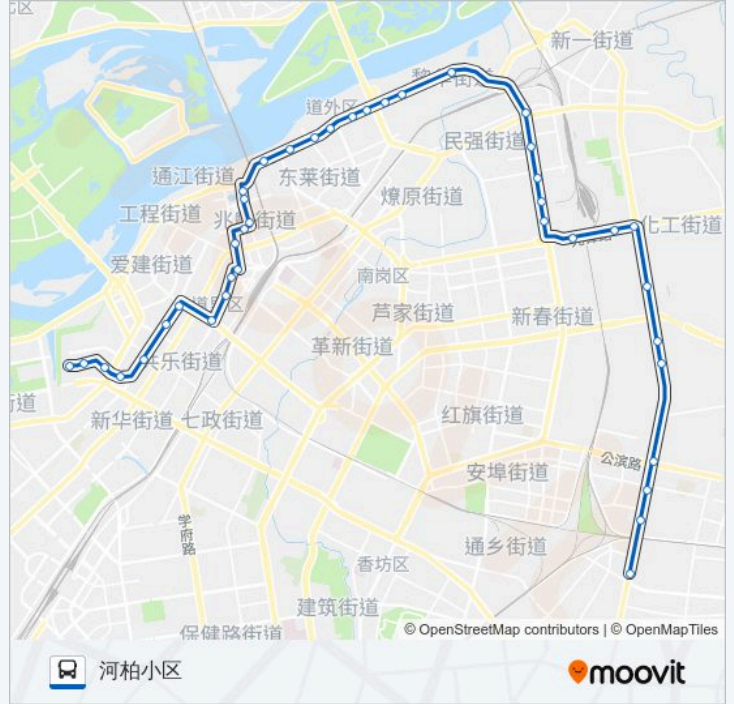 区
新一街道
道外区
民强街道
通江街道
东莱街道
燎原街道
工程街道
街道
化工街道
爱建街道
南岗区
芦家街道
新春街道
革新街道
乐街道
街道
新华街道
七政街道
红旗街道
公滨路
安埠街道
学府路
通乡街道
香坊区
建筑街道
保健路街道
© OpenStreetMap contributors | © OpenMapTiles
河柏小区
moovit